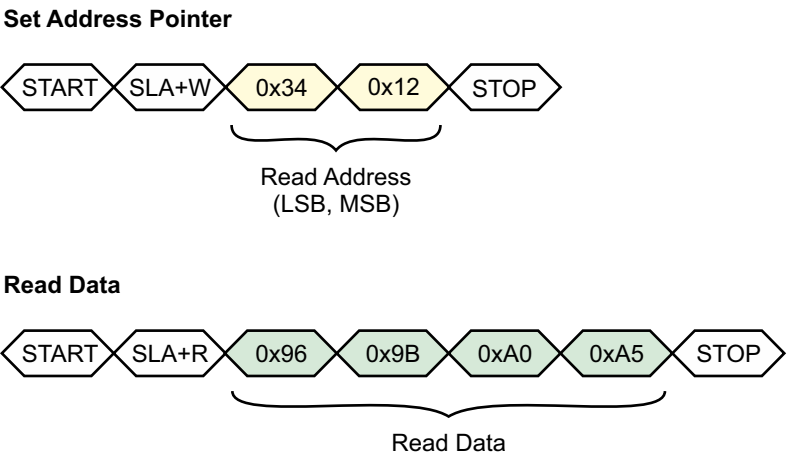 Set Address Pointer
START SLA+W 0x34 0x12 STOP
Read Address
(LSB, MSB)
Read Data
START SLA+R 0x96 0x9B 0xA0 0xA5 STOP
Read Data